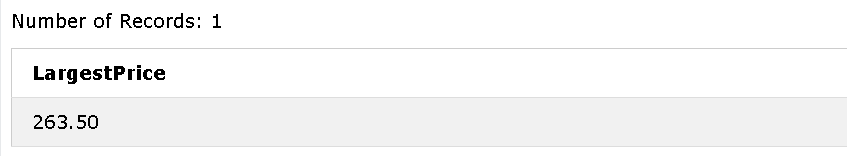 Number of Records: 1
LargestPrice
263.50